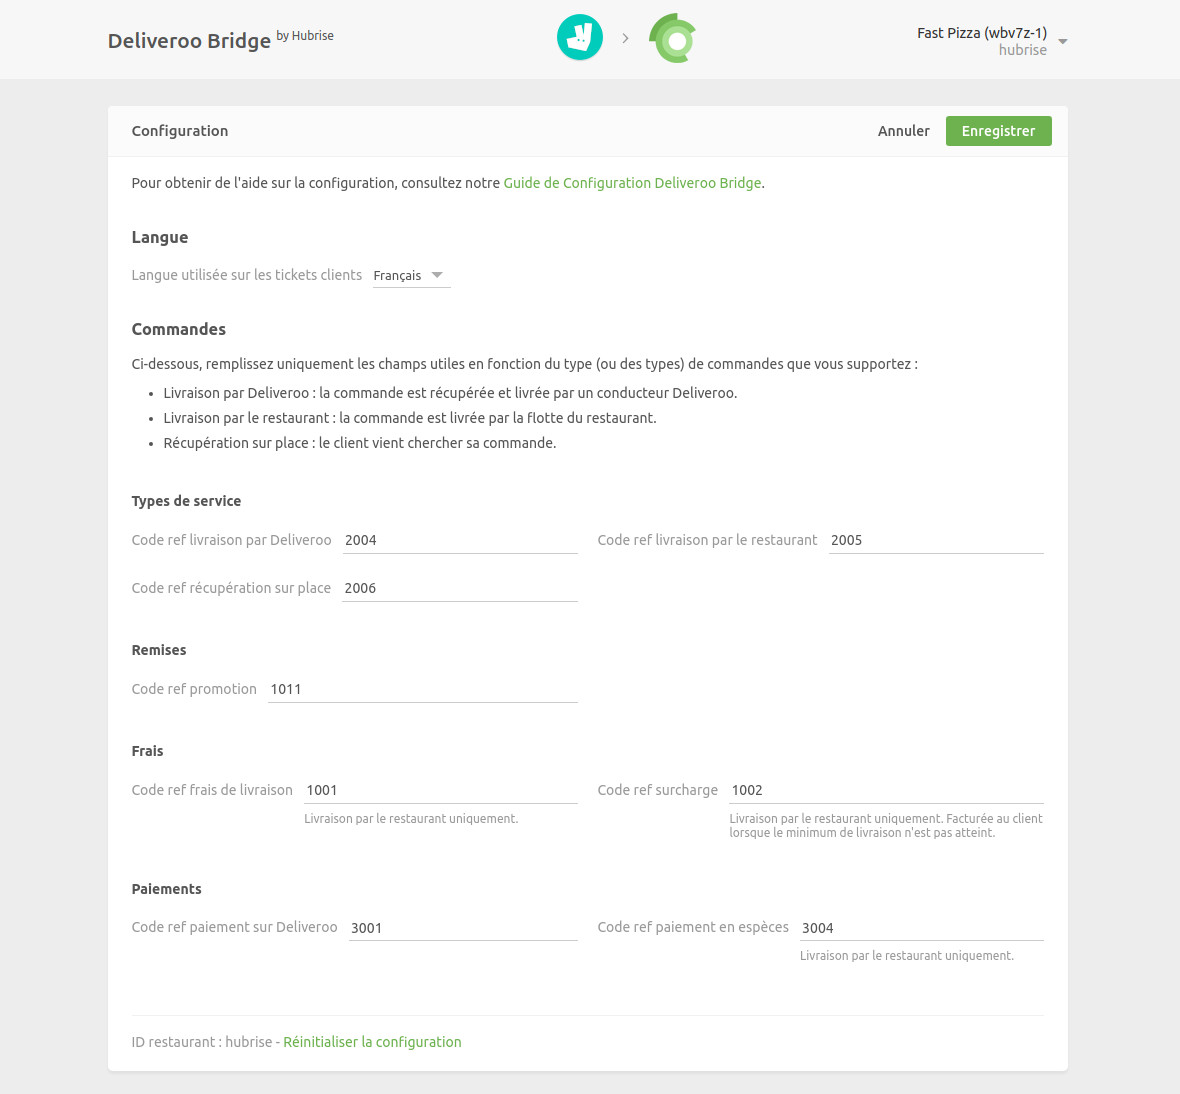 Deliveroo Bridge by Hubrise
Fast Pizza (wbv7z-1)
hubrise
Configuration
Annuler
Enregistrer
Pour obtenir de l'aide sur la configuration, consultez notre Guide de Configuration Deliveroo Bridge.
Langue
Langue utilisée sur les tickets clients Français
Commandes
Ci-dessous, remplissez uniquement les champs utiles en fonction du type (ou des types) de commandes que vous supportez :
• Livraison par Deliveroo : la commande est récupérée et livrée par un conducteur Deliveroo.
• Livraison par le restaurant : la commande est livrée par la flotte du restaurant.
• Récupération sur place : le client vient chercher sa commande.
Types de service
Code ref livraison par Deliveroo 2004
Code ref livraison par le restaurant 2005
Code ref récupération sur place 2006
Remises
Code ref promotion 1011
Frais
Code ref frais de livraison 1001
Livraison par le restaurant uniquement.
Code ref surcharge 1002
Livraison par le restaurant uniquement. Facturée au client
lorsque le minimum de livraison n'est pas atteint.
Paiements
Code ref paiement sur Deliveroo 3001
Code ref paiement en espèces 3004
Livraison par le restaurant uniquement.
ID restaurant : hubrise - Réinitialiser la configuration